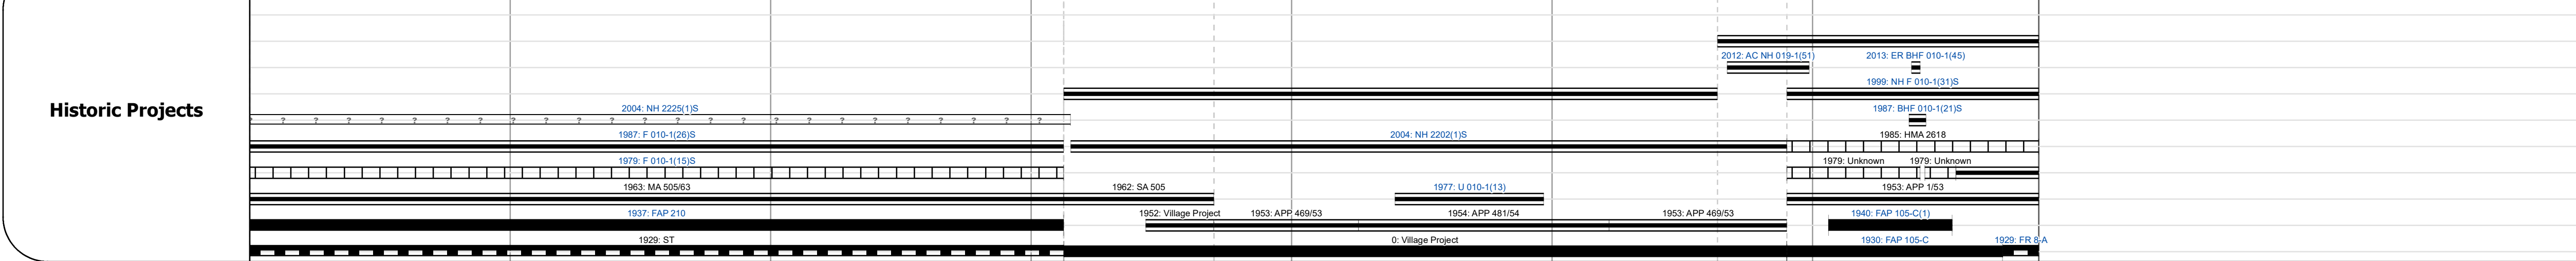 2012: AC NH 019-1(51) 2013: ER BHF 010-1(45)
1999: NH F 010-1(31)S
Historic Projects
2004: NH 2225(1)S 1987: BHF 010-1(21)S
? ? ? ? ? ? ? ? ? ? ? ? ? ? ? ? ? ? ? ? ? ? ? ? ?
1987: F 010-1(26)S 2004: NH 2202(1)S 1985: HMA 2618
1979: F 010-1(15)S 1979: Unknown 1979: Unknown
1963: MA 505/63 1962: SA 505 1977: U 010-1(13) 1953: APP 1/53
1937: FAP 210 1952: Village Project 1953: APP 469/53 1954: APP 481/54 1953: APP 469/53 1940: FAP 105-C(1)
1929: ST 0: Village Project 1930: FAP 105-C 1929: FR 8-A